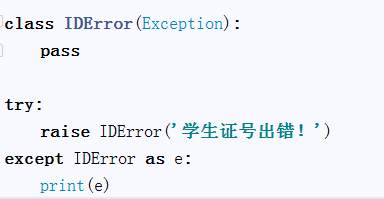 class IDError(Exception):
    pass
try:
    raise IDError('学生证号出错！')
except IDError as e:
    print(e)